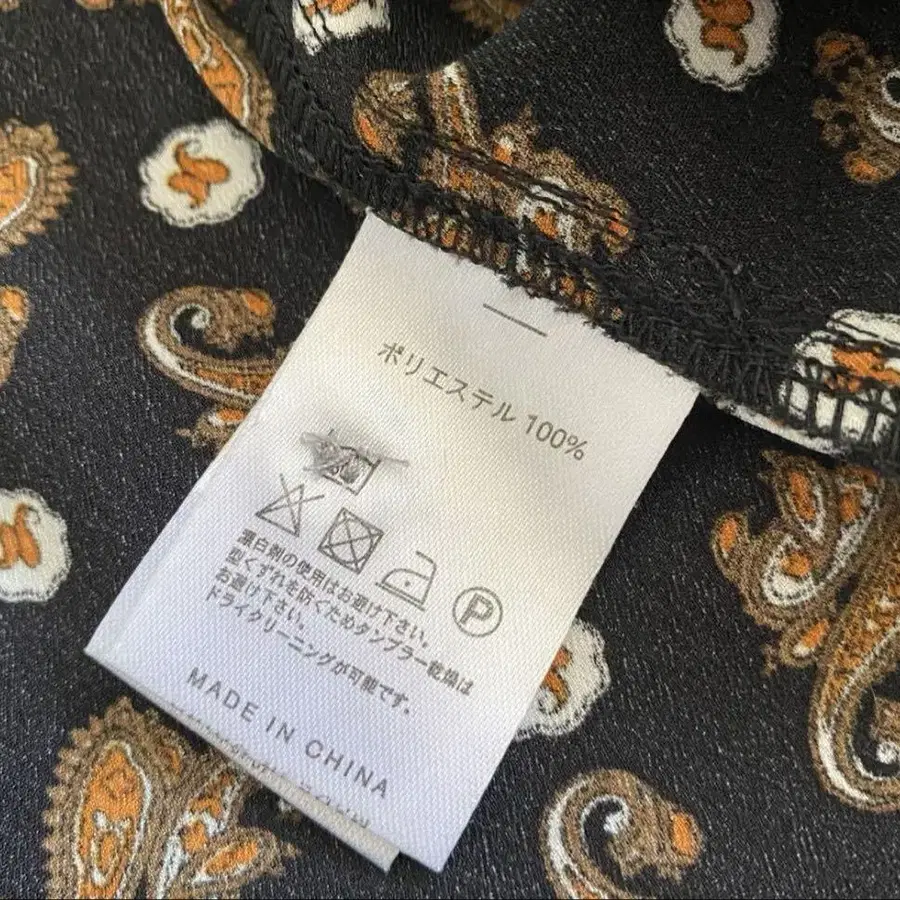 ポリエステル 100%
P
漂白剤の使用はお避け下さい。
型くずれを防ぐためタンブラー乾燥は
お避け下さい。
ドライクリーニングが可能です。
MADE IN CHINA